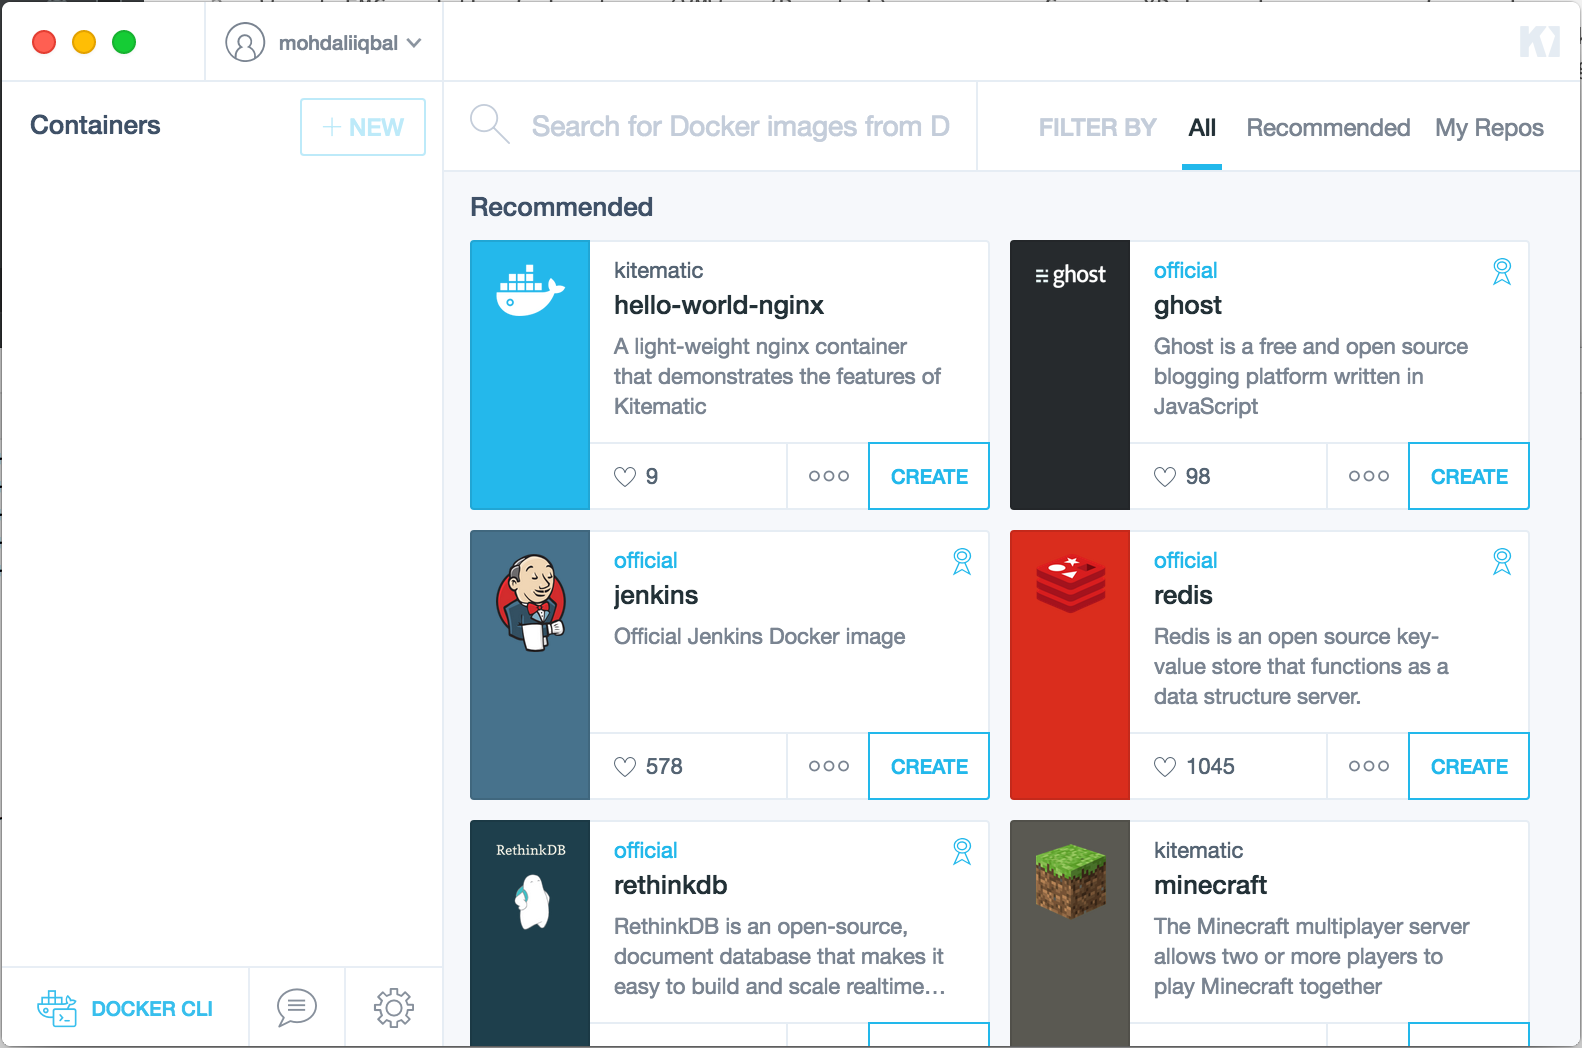 mohdaliiqbal
Containers
+ NEW
Search for Docker images from D
FILTER BY All Recommended My Repos
Recommended
kitematic
hello-world-nginx
A light-weight nginx container
that demonstrates the features of
Kitematic
9
CREATE
ghost
official
ghost
Ghost is a free and open source
blogging platform written in
JavaScript
98
CREATE
official
jenkins
Official Jenkins Docker image
578
CREATE
official
redis
Redis is an open source key-
value store that functions as a
data structure server.
1045
CREATE
RethinkDB
official
rethinkdb
RethinkDB is an open-source,
document database that makes it
easy to build and scale realtime...
kitematic
minecraft
The Minecraft multiplayer server
allows two or more players to
play Minecraft together
DOCKER CLI